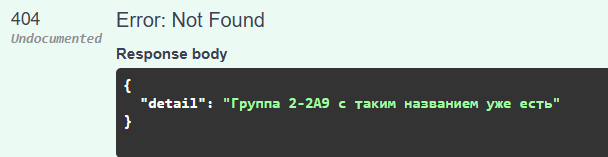 404
Undocumented
Error: Not Found
Response body
{
"detail": "Группа 2-2А9 с таким названием уже есть"
}